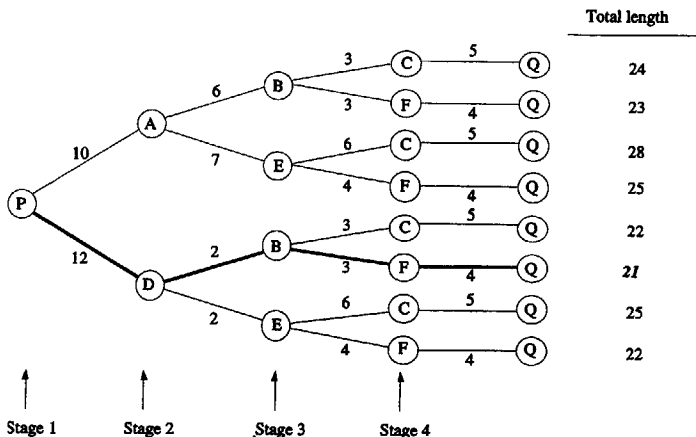 Total length
3 C 5 Q 24
6 B
3 F 4 Q 23
A
10 7 6 C 5 Q 28
E
4 F 4 Q 25
P
3 C 5 Q 22
12 2 B
3 F 4 Q 21
D
2 6 C 5 Q 25
E
4 F 4 Q 22
Stage 1 Stage 2 Stage 3 Stage 4